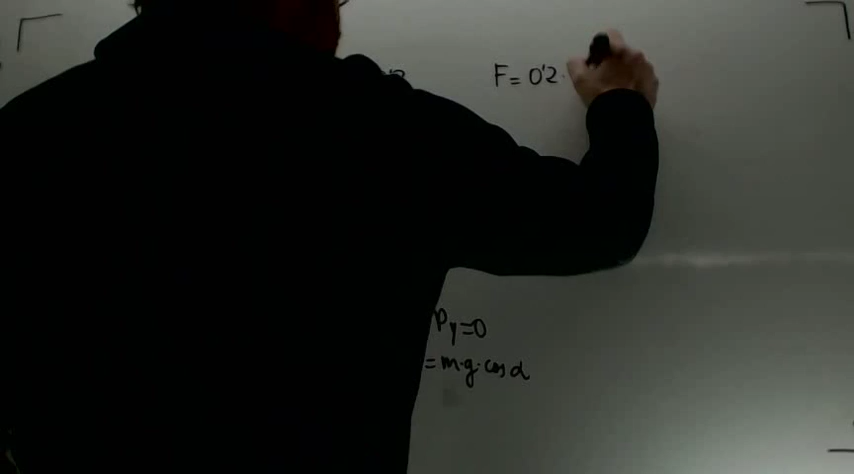 F = 0'2 ·
Py=0
= m·g·cos α